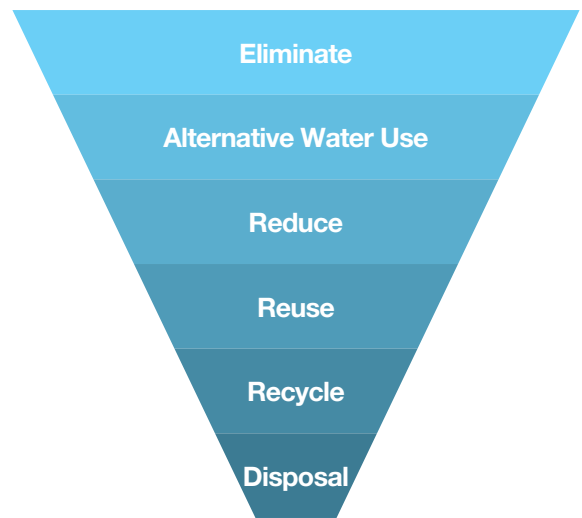 Eliminate
Alternative Water Use
Reduce
Reuse
Recycle
Disposal